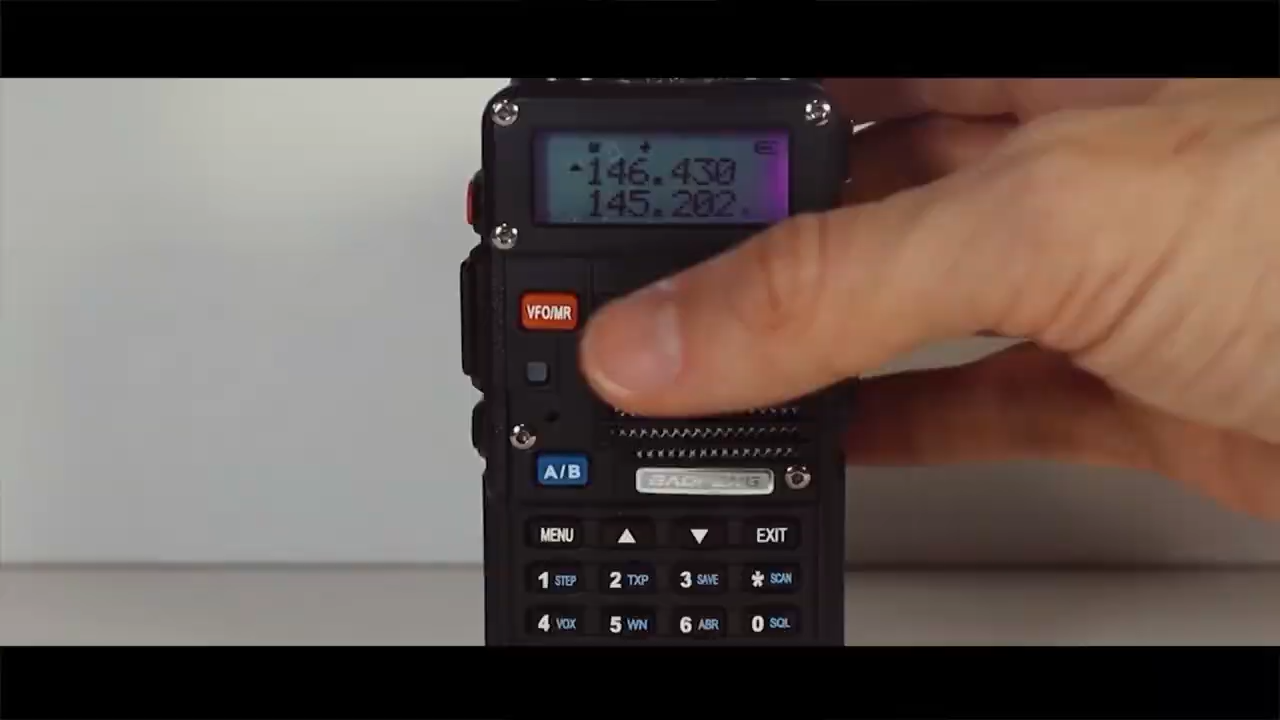 146.430
145.202.
VFO/MR
A/B
BAOFENG
MENU ▲ ▼ EXIT
1 STEP 2 TXP 3 SAVE * SCAN
4 VOX 5 WN 6 ABR 0 SQL